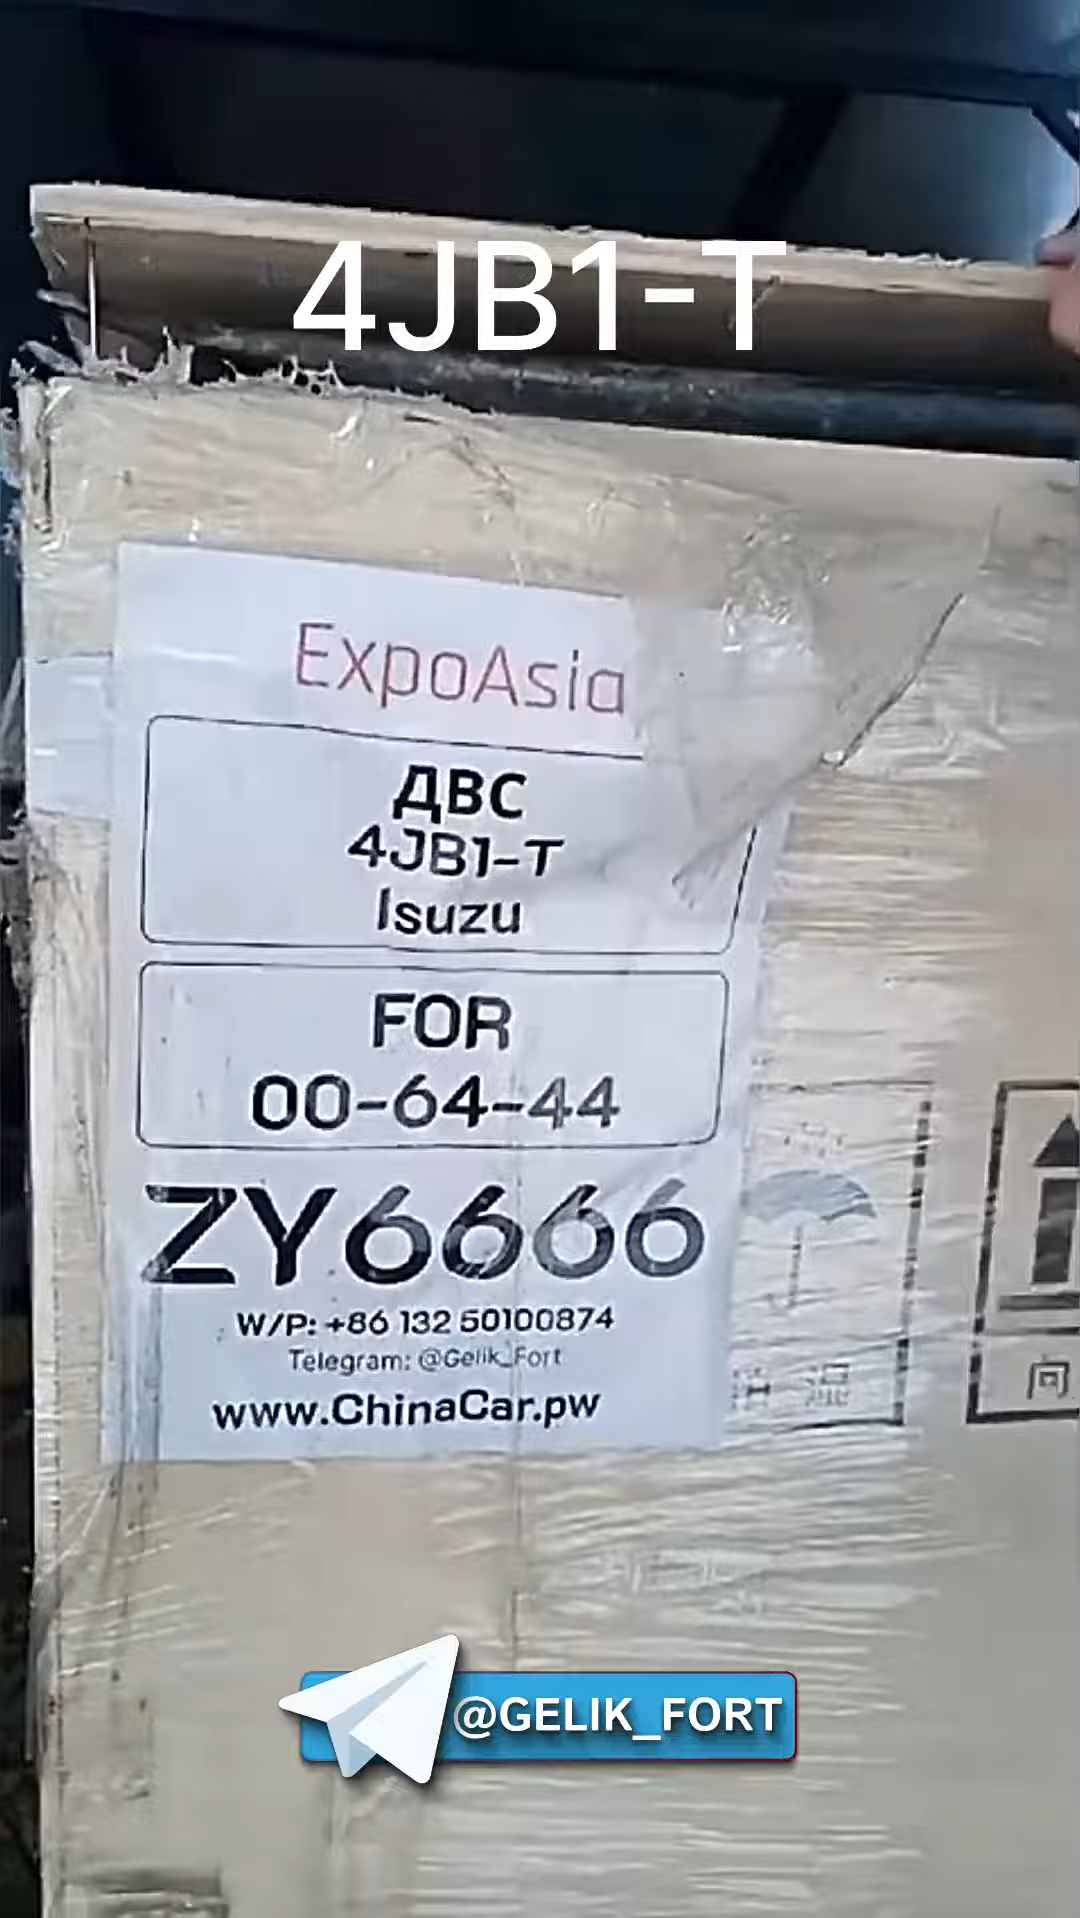 4JB1-T
ExpoAsia
ДВС
4JB1-T
Isuzu
FOR
00-64-44
ZY6666
W/P: +86 132 50100874
Telegram: @Gelik_Fort
www.ChinaCar.pw
向
@GELIK_FORT